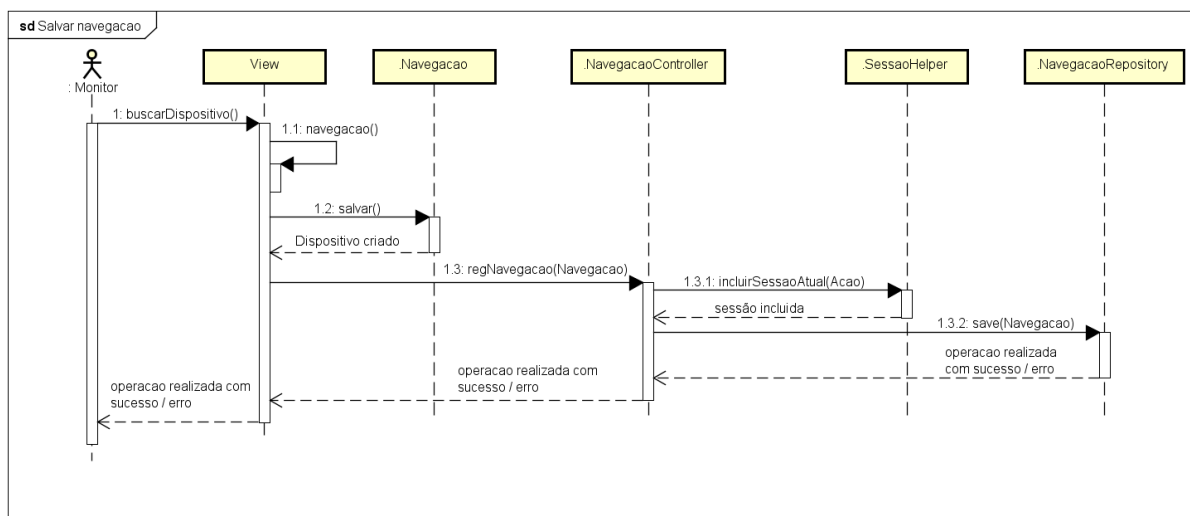 sd Salvar navegacao
: Monitor
View
.Navegacao
.NavegacaoController
.SessaoHelper
.NavegacaoRepository
1: buscarDispositivo()
1.1: navegacao()
1.2: salvar()
Dispositivo criado
1.3: regNavegacao(Navegacao)
1.3.1: incluirSessaoAtual(Acao)
sessão incluida
1.3.2: save(Navegacao)
operacao realizada
com sucesso / erro
operacao realizada com
sucesso / erro
operacao realizada com
sucesso / erro